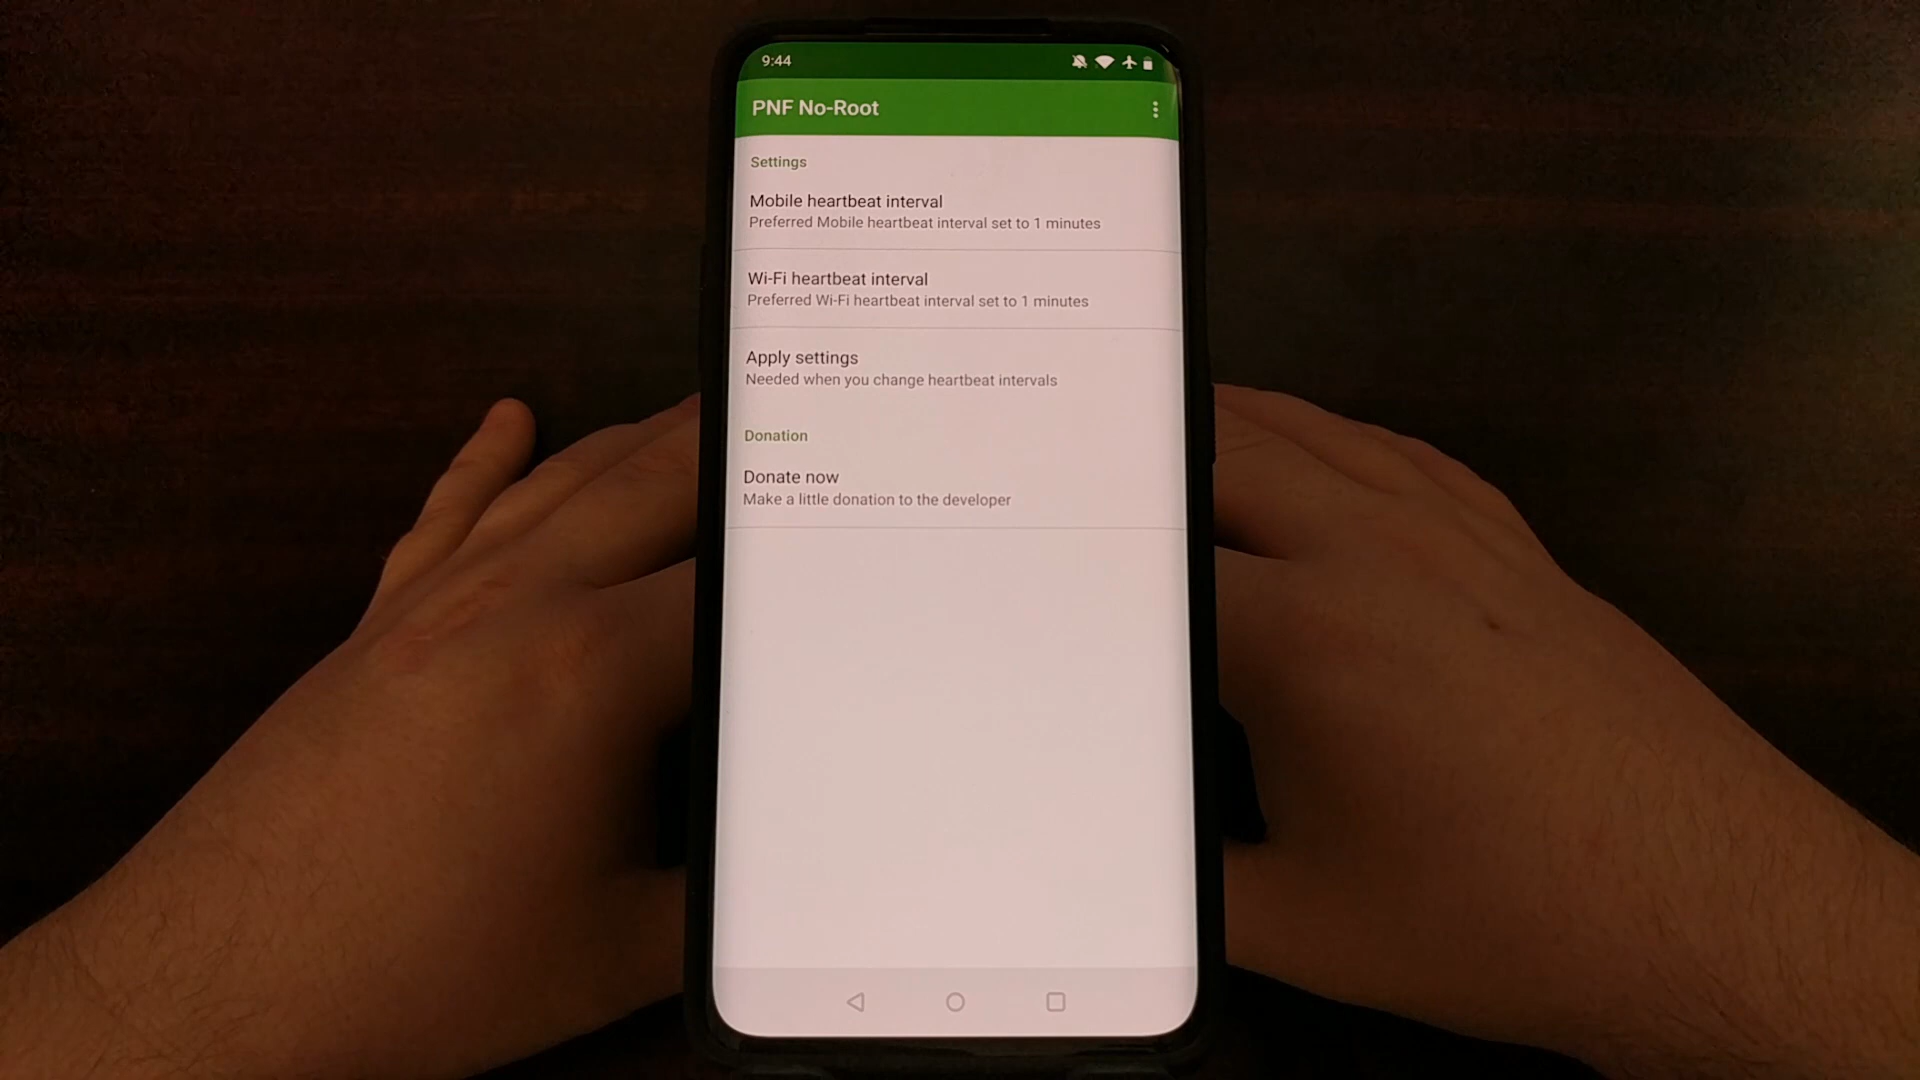 9:44
PNF No-Root
Settings
Mobile heartbeat interval
Preferred Mobile heartbeat interval set to 1 minutes
Wi-Fi heartbeat interval
Preferred Wi-Fi heartbeat interval set to 1 minutes
Apply settings
Needed when you change heartbeat intervals
Donation
Donate now
Make a little donation to the developer